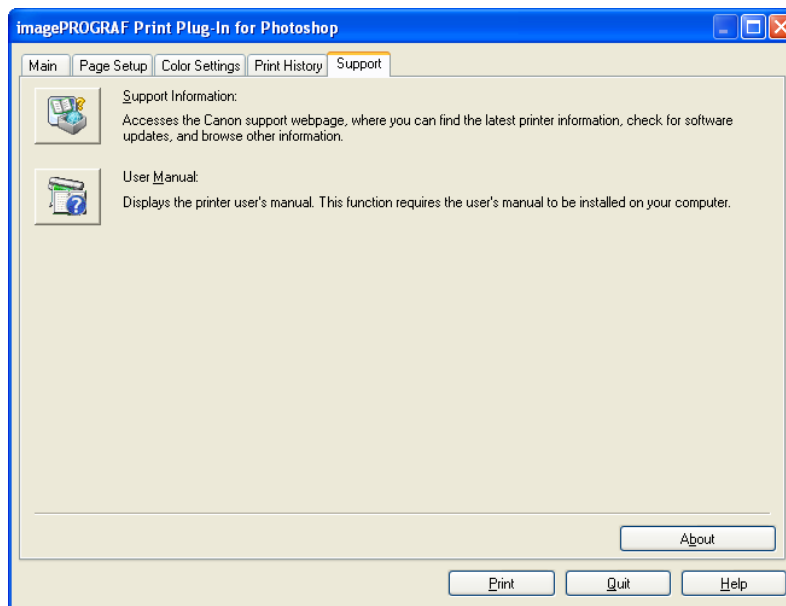 imagePROGRAF Print Plug-In for Photoshop
Main Page Setup Color Settings Print History Support
Support Information:
Accesses the Canon support webpage, where you can find the latest printer information, check for software
updates, and browse other information.
User Manual:
Displays the printer user's manual. This function requires the user's manual to be installed on your computer.
About
Print Quit Help